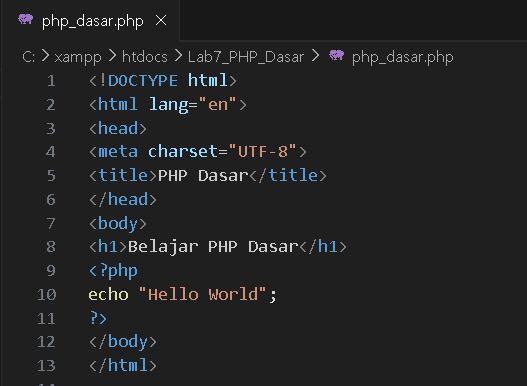 php_dasar.php ×
C: > xampp > htdocs > Lab7_PHP_Dasar > php_dasar.php
1 <!DOCTYPE html>
2 <html lang="en">
3 <head>
4 <meta charset="UTF-8">
5 <title>PHP Dasar</title>
6 </head>
7 <body>
8 <h1>Belajar PHP Dasar</h1>
9 <?php
10 echo "Hello World";
11 ?>
12 </body>
13 </html>